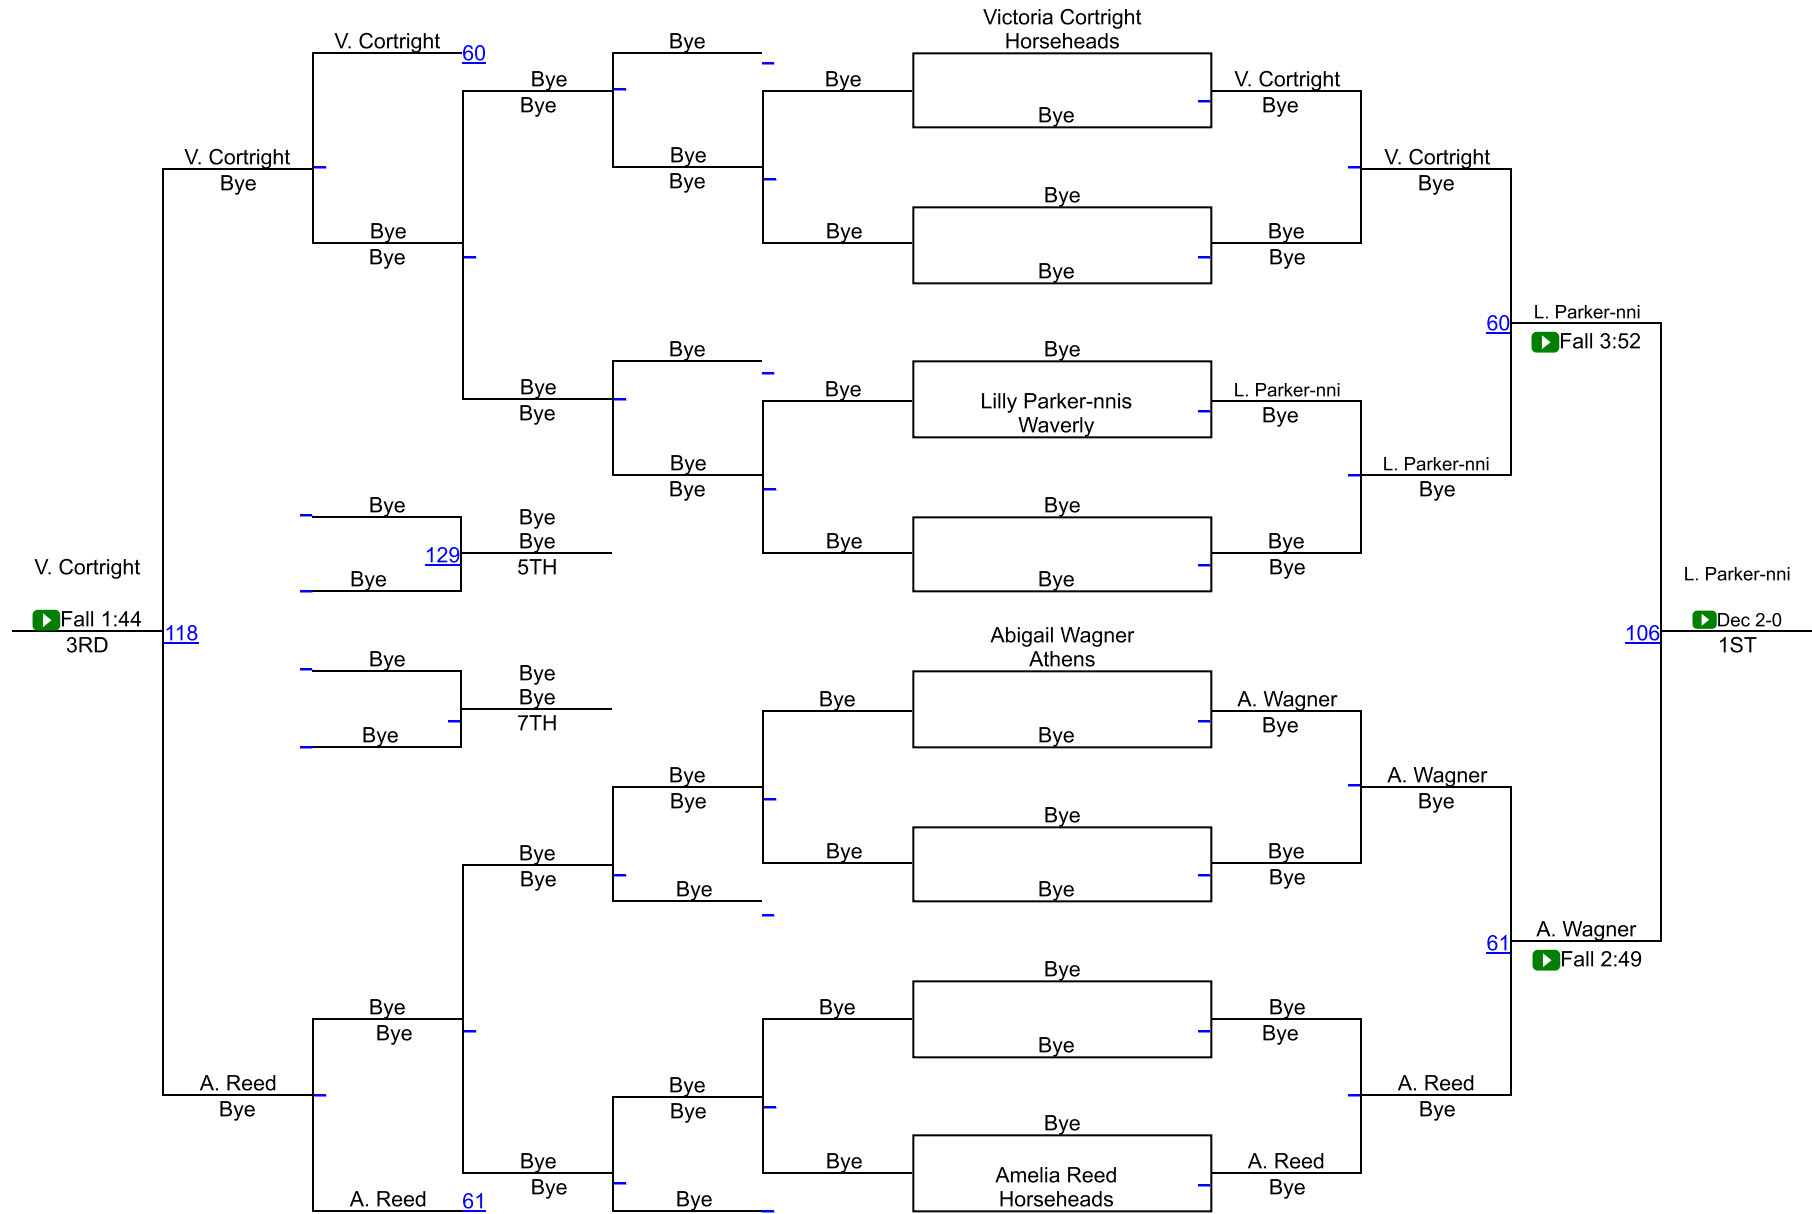 Victoria Cortright
Horseheads
V. Cortright
60
Bye
Bye
Bye
Bye
V. Cortright
Bye
Bye
Bye
V. Cortright
Bye
Bye
Bye
V. Cortright
Bye
Bye
Bye
Bye
Bye
Bye
Bye
Bye
Bye
60
L. Parker-nni
Fall 3:52
Bye
Bye
Bye
Bye
Bye
Lilly Parker-nnis
Waverly
L. Parker-nni
Bye
Bye
Bye
L. Parker-nni
Bye
Bye
129
Bye
Bye
Bye
5TH
Bye
Bye
Bye
Bye
Bye
V. Cortright
Fall 1:44
3RD
118
L. Parker-nni
106
Dec 2-0
1ST
Bye
Bye
Bye
7TH
Bye
Abigail Wagner
Athens
Bye
Bye
A. Wagner
Bye
Bye
Bye
A. Wagner
Bye
Bye
Bye
Bye
Bye
Bye
Bye
Bye
Bye
61
A. Wagner
Fall 2:49
Bye
Bye
Bye
Bye
Bye
Bye
Bye
A. Reed
Bye
Bye
Bye
Bye
A. Reed
Bye
Bye
Bye
Bye
Amelia Reed
Horseheads
A. Reed
Bye
A. Reed
61
Bye